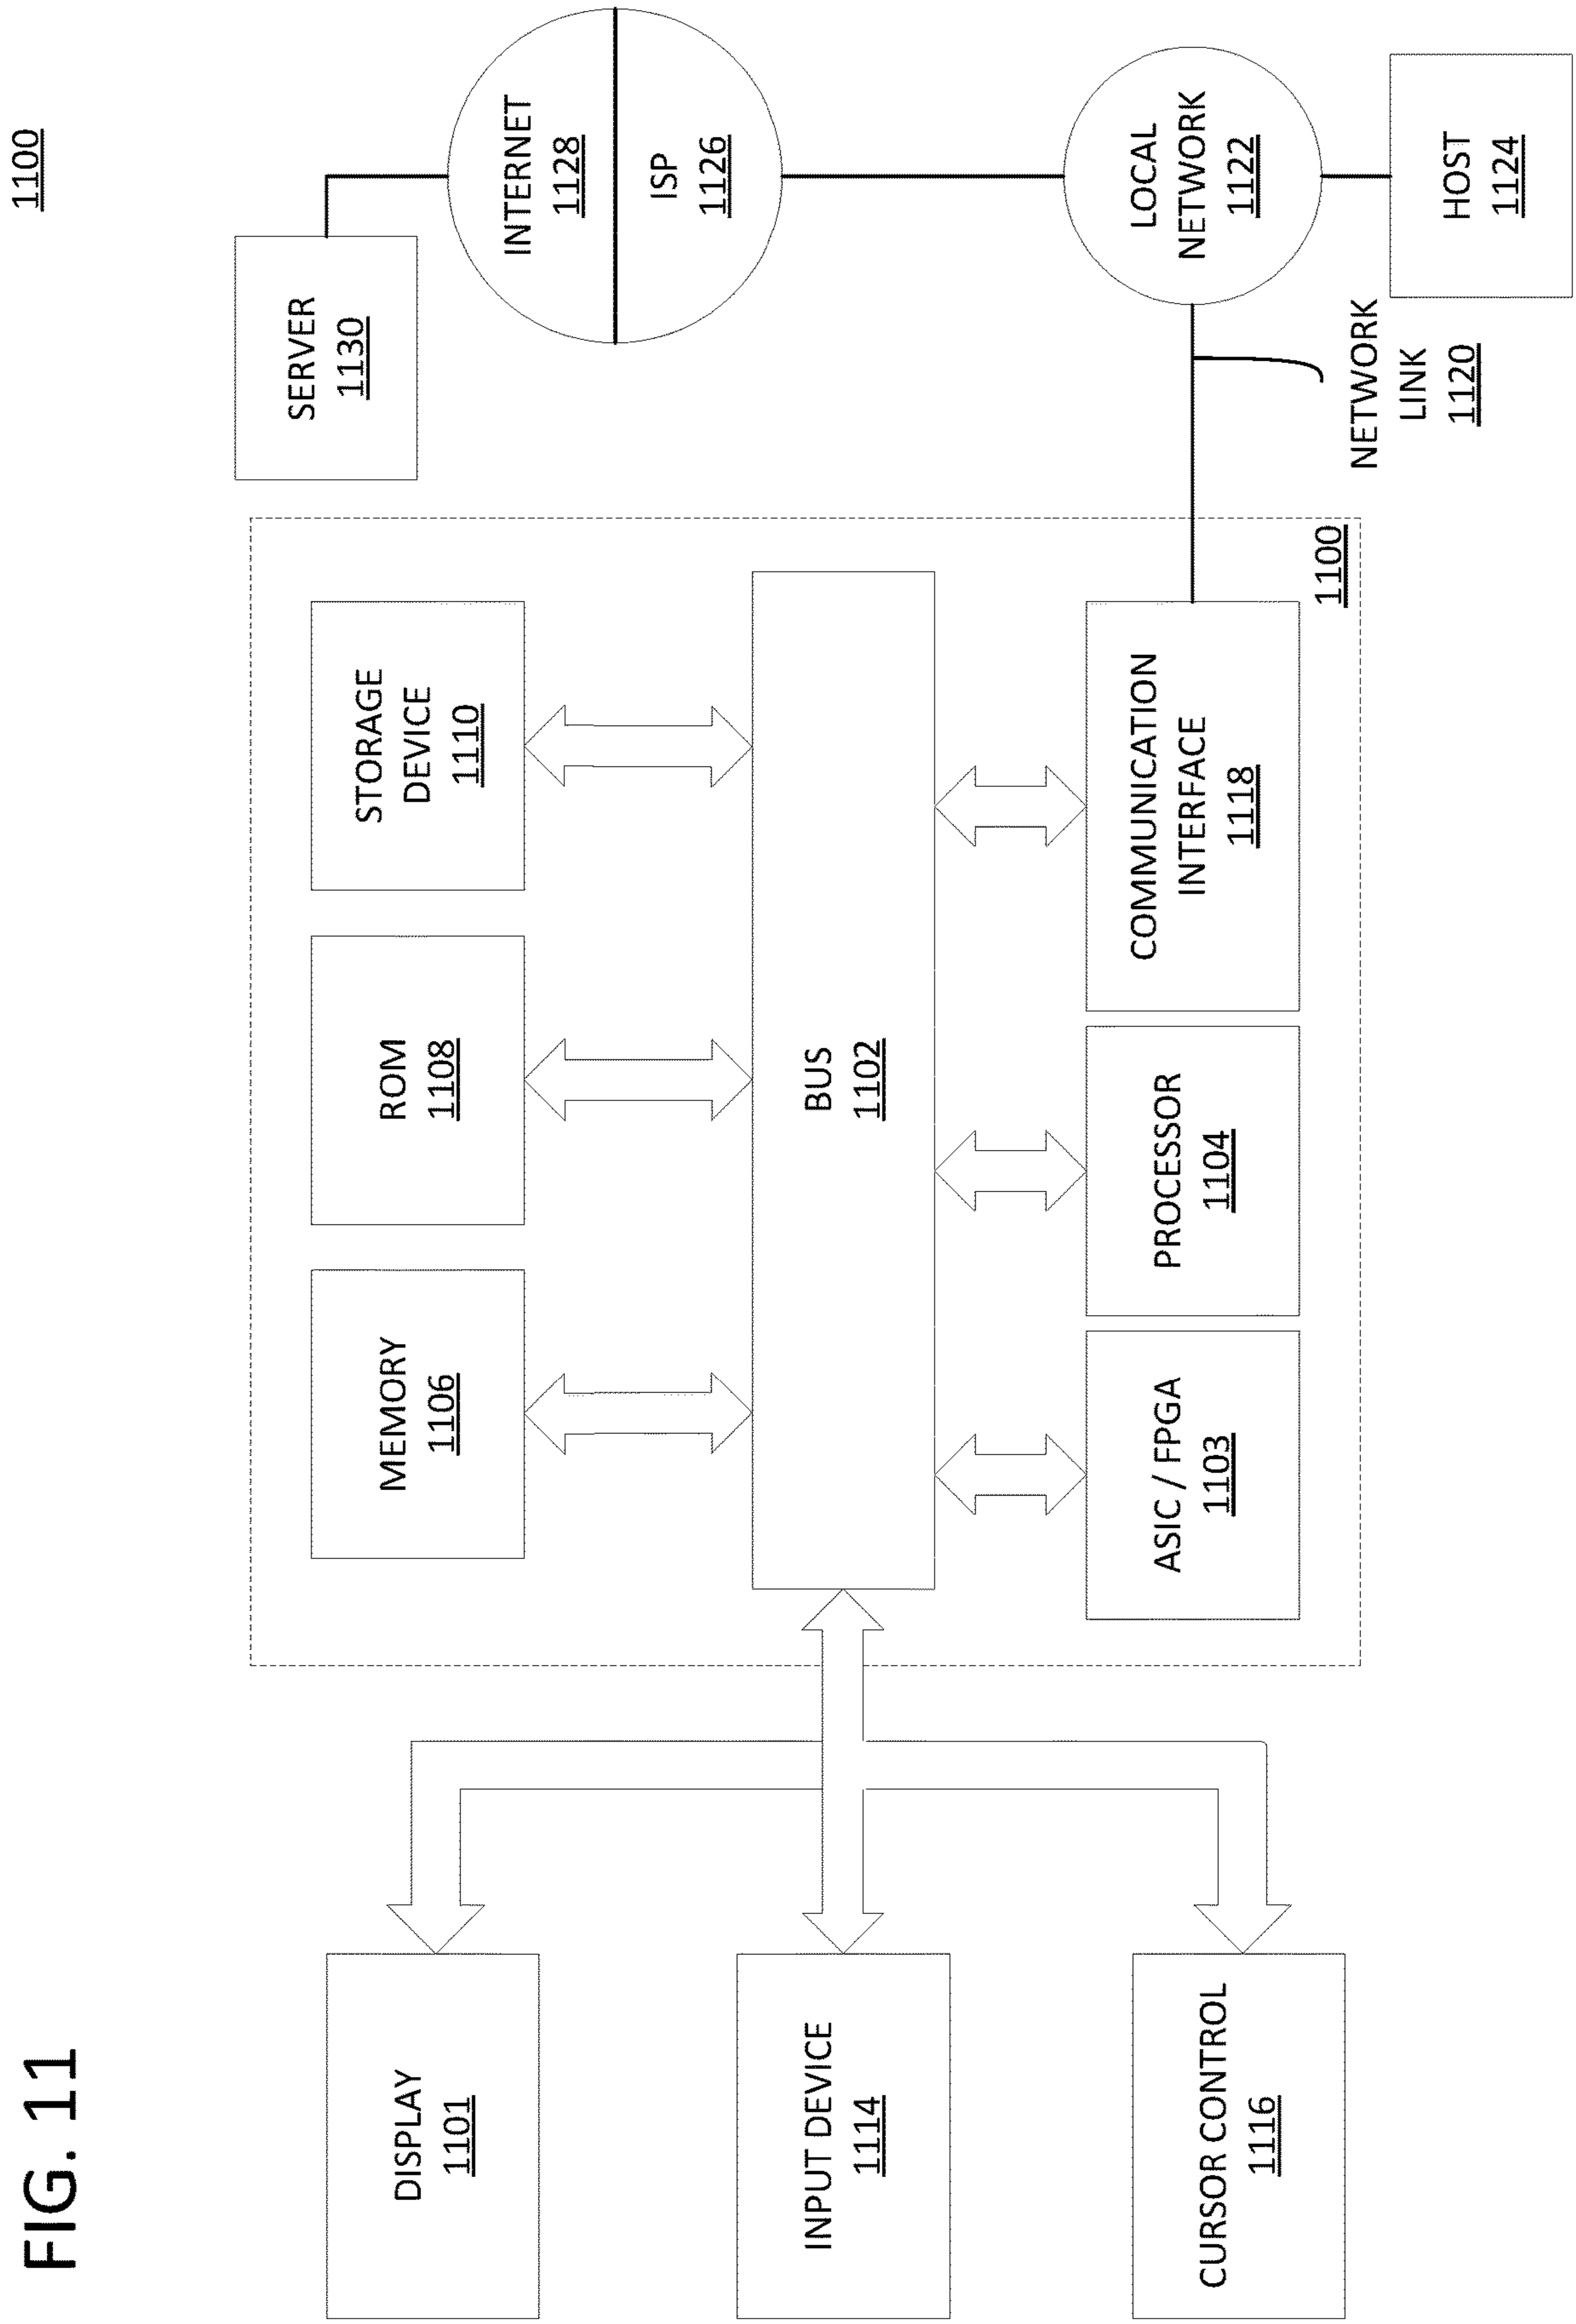 FIG. 11
1100
DISPLAY
1101
INPUT DEVICE
1114
CURSOR CONTROL
1116
MEMORY
1106
ROM
1108
STORAGE
DEVICE
1110
BUS
1102
ASIC / FPGA
1103
PROCESSOR
1104
COMMUNICATION
INTERFACE
1118
1100
SERVER
1130
INTERNET
1128
ISP
1126
LOCAL
NETWORK
1122
NETWORK
LINK
1120
HOST
1124